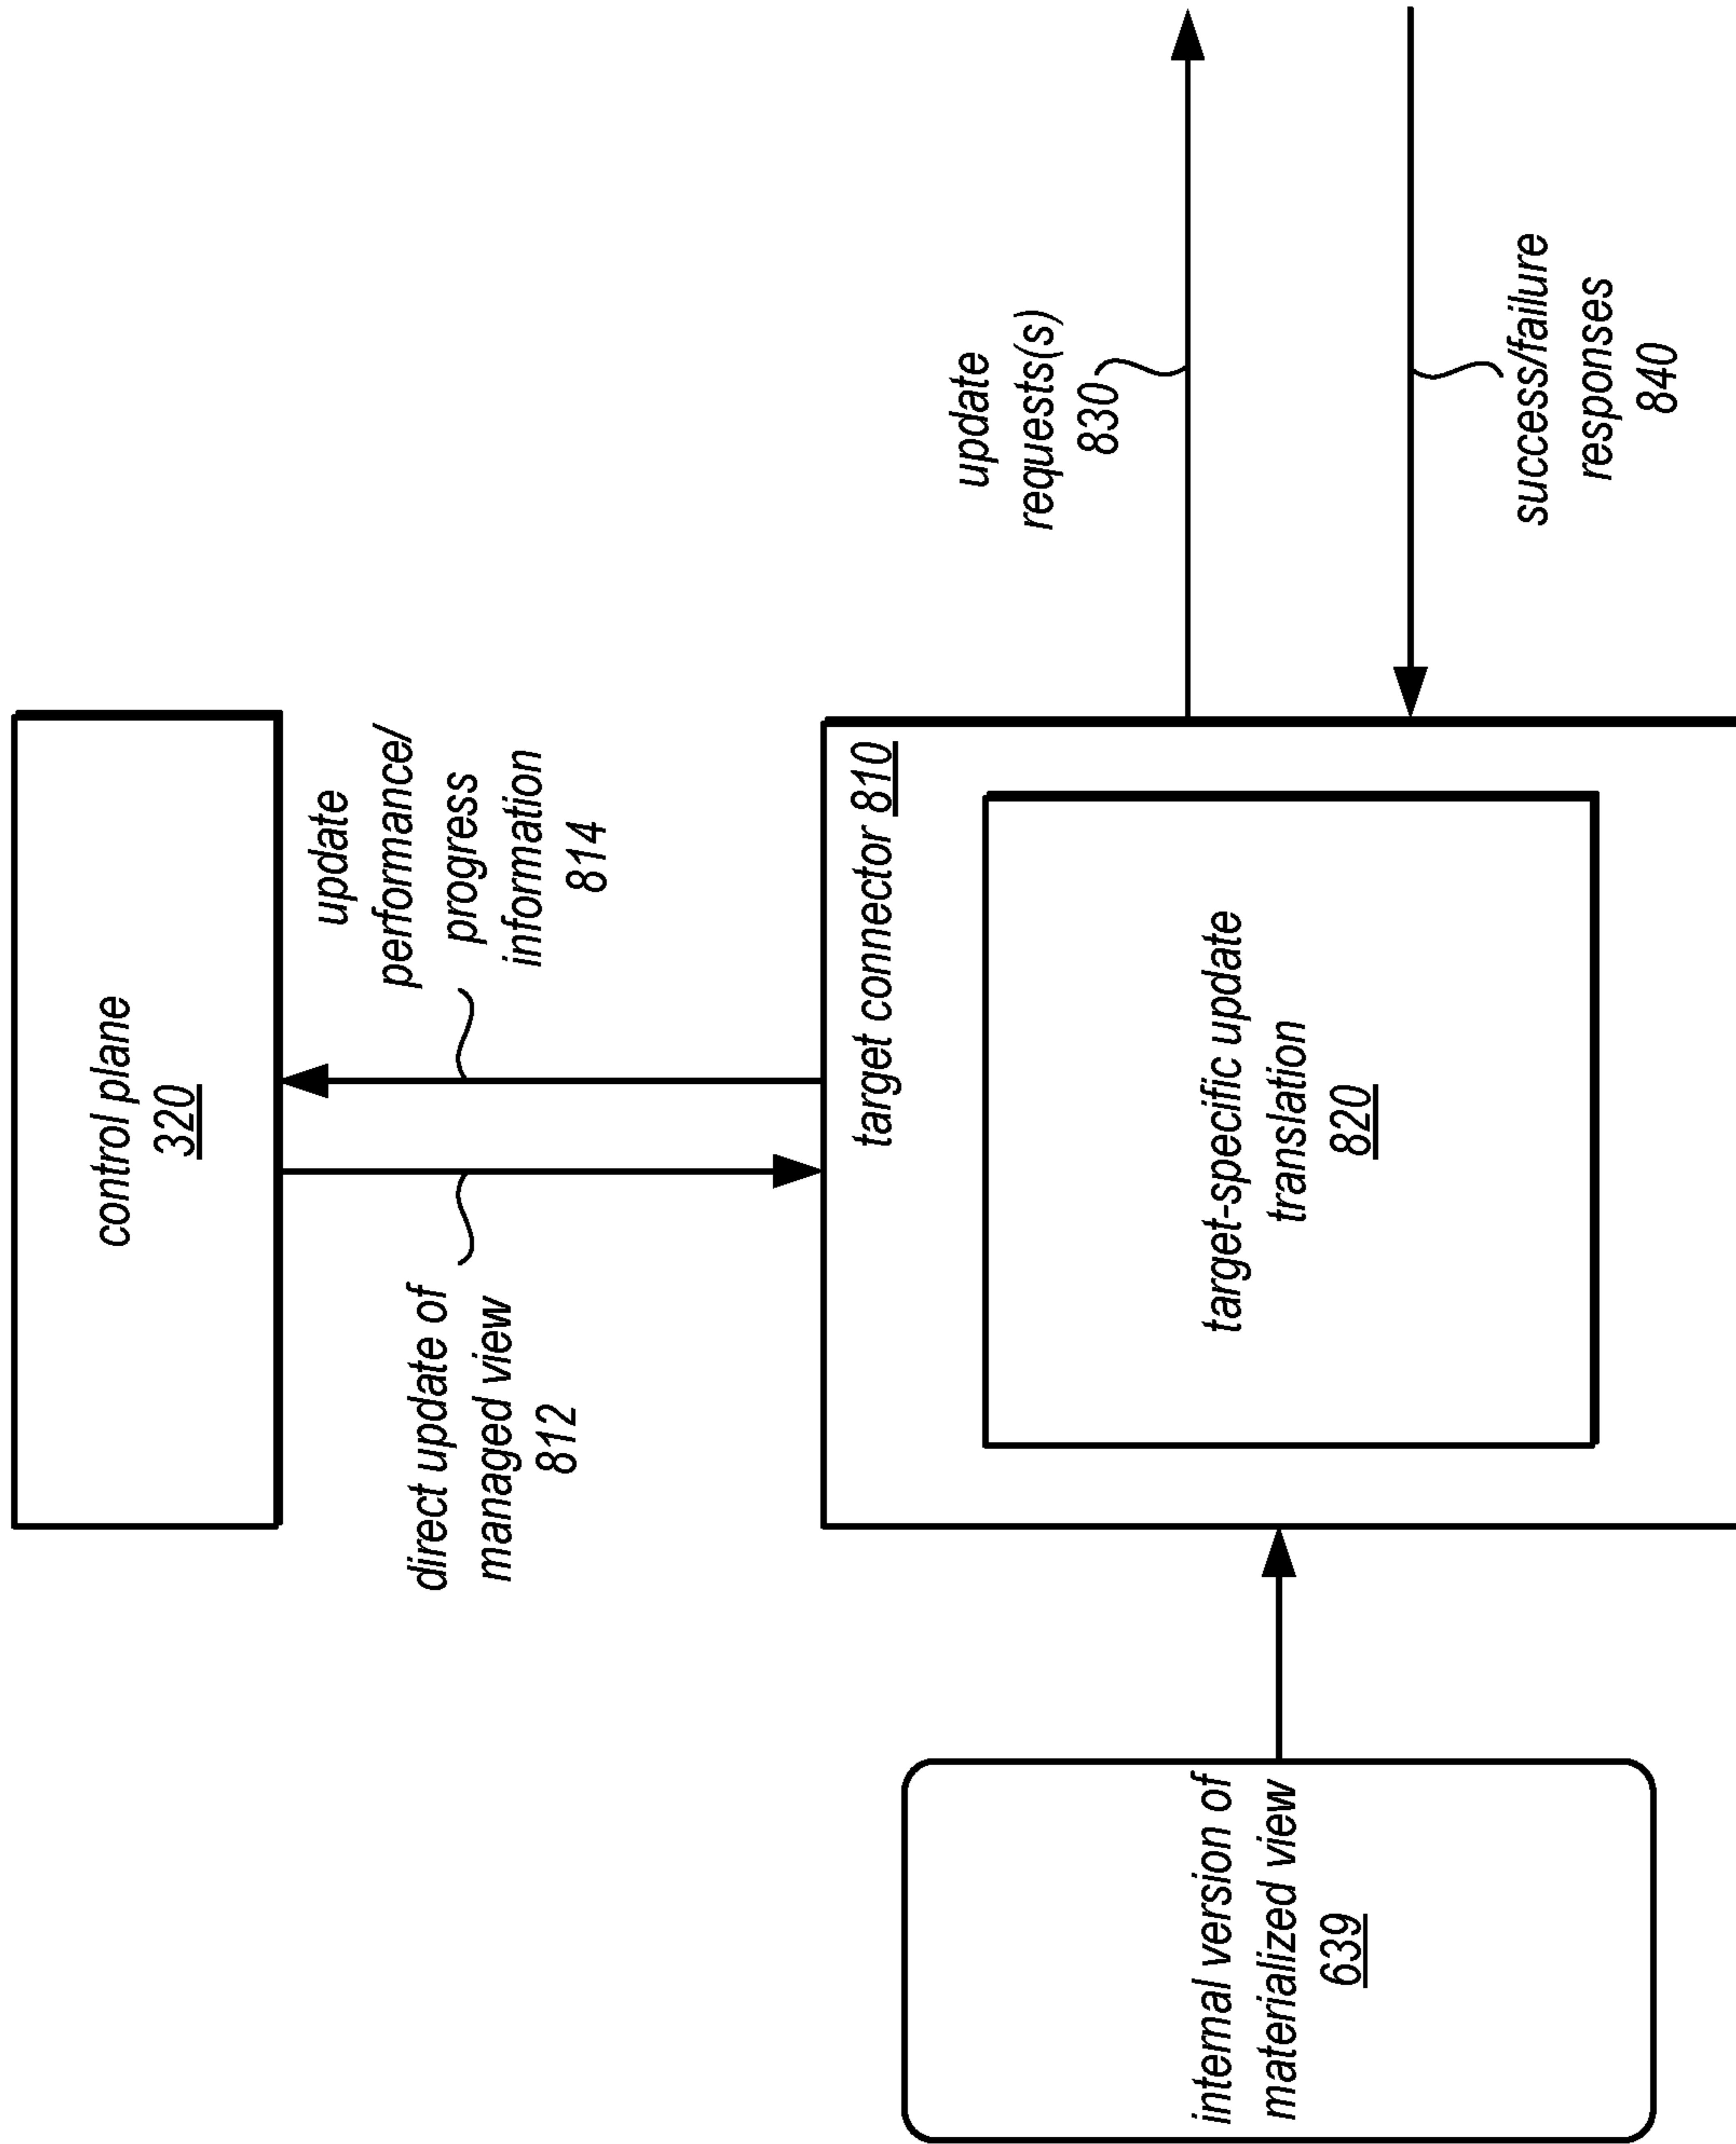 control plane
320
update
performance/
progress
information
814
direct update of
managed view
812
target connector 810
target-specific update
translation
820
internal version of
materialized view
639
update
requests(s)
830
success/failure
responses
840